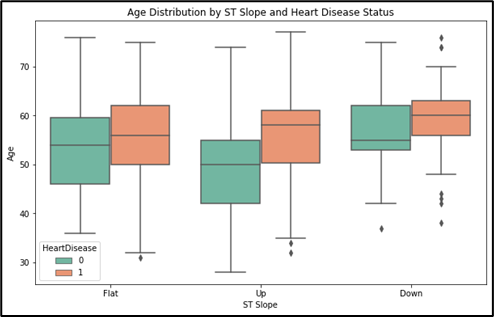 Age Distribution by ST Slope and Heart Disease Status
70
60
50
40
30
Age
HeartDisease
0
1
Flat
Up
Down
ST Slope